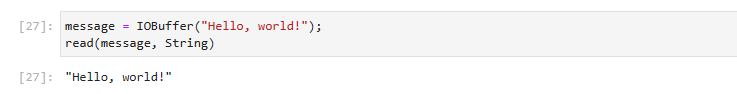 [27]: message = IOBuffer("Hello, world!");
read(message, String)
[27]: "Hello, world!"